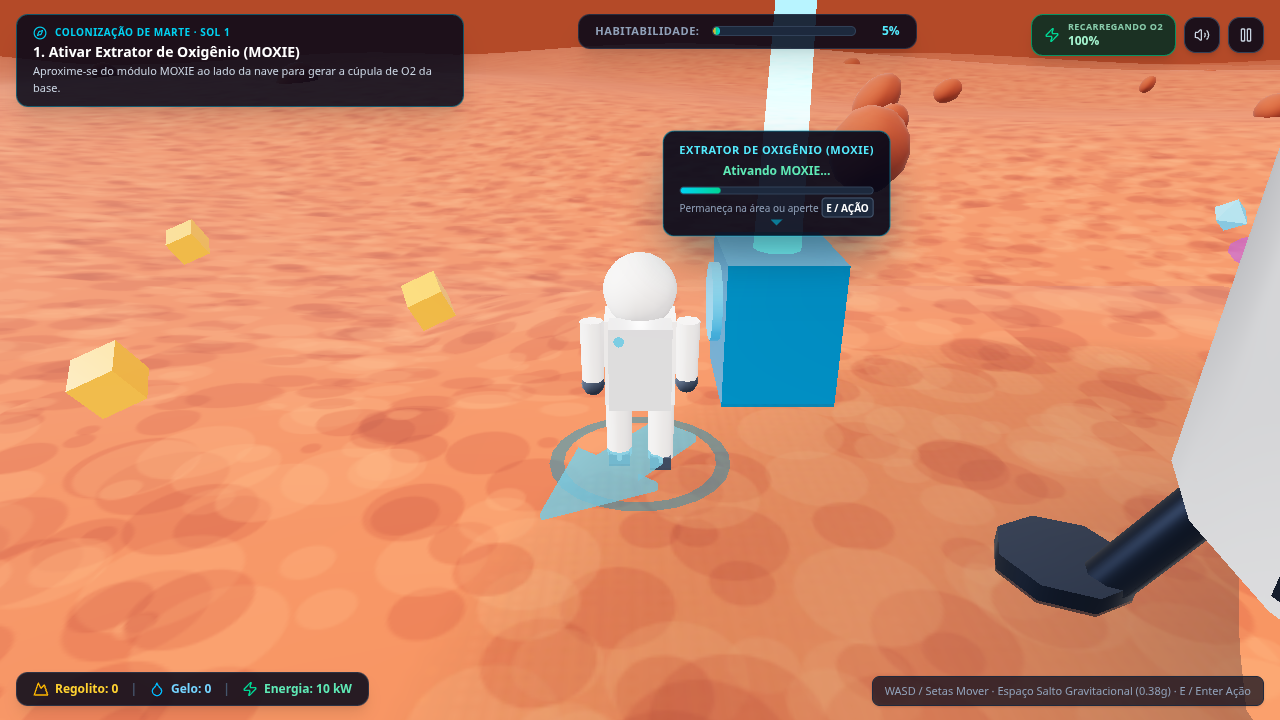 COLONIZAÇÃO DE MARTE · SOL 1
1. Ativar Extrator de Oxigênio (MOXIE)
Aproxime-se do módulo MOXIE ao lado da nave para gerar a cúpula de O2 da
base.
HABITABILIDADE: 5%
RECARREGANDO O2
100%
EXTRATOR DE OXIGÊNIO (MOXIE)
Ativando MOXIE...
Permaneça na área ou aperte E / AÇÃO
Regolito: 0 | Gelo: 0 | Energia: 10 kW
WASD / Setas Mover · Espaço Salto Gravitacional (0.38g) · E / Enter Ação